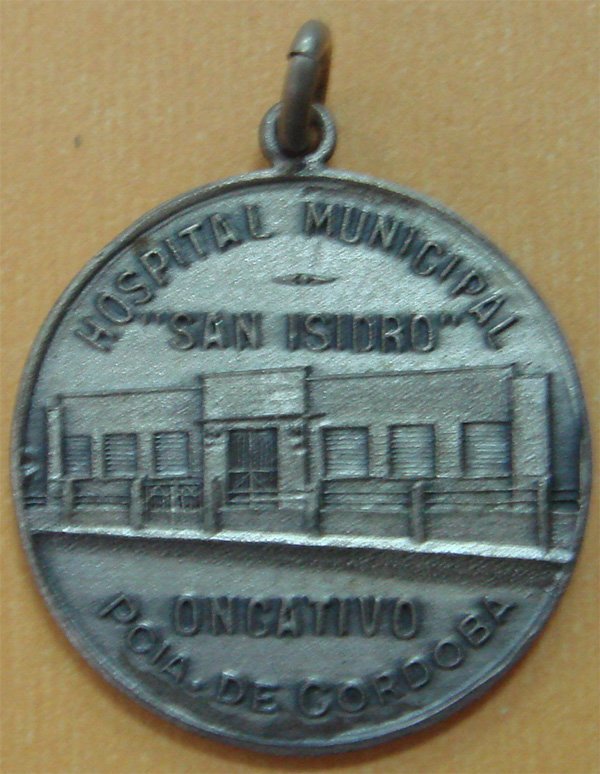 HOSPITAL MUNICIPAL
"SAN ISIDRO"
ONCATIVO
PCIA. DE CORDOBA